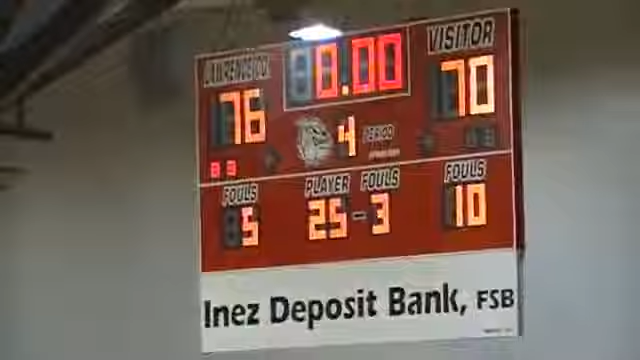 LAWRENCE CO. 0.00 VISITOR
76 4 PERIOD 70
FOULS PLAYER FOULS FOULS
5 25-3 10
Inez Deposit Bank, FSB